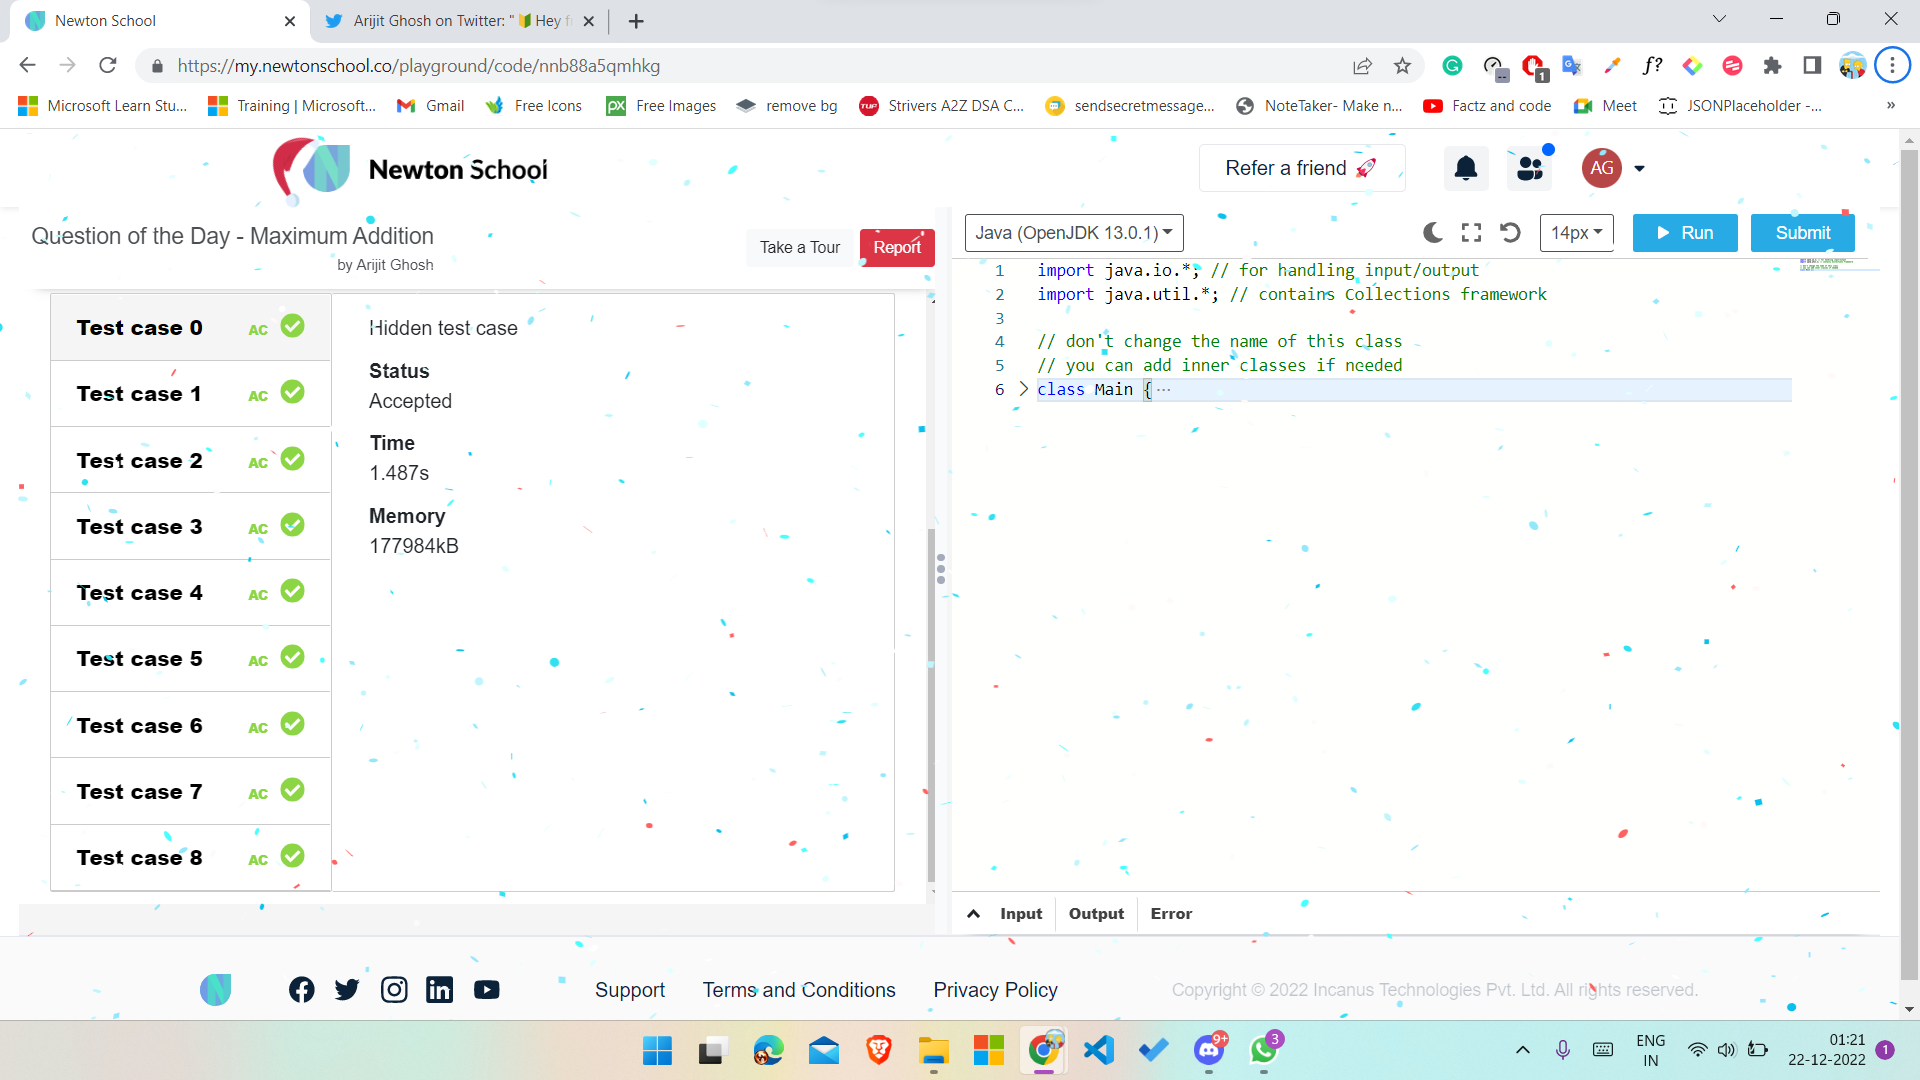 Newton School
Arijit Ghosh on Twitter: "🔰 Hey f
https://my.newtonschool.co/playground/code/nnb88a5qmhkg
Microsoft Learn Stu...
Training | Microsoft...
Gmail
Free Icons
Free Images
remove bg
Strivers A2Z DSA C...
sendsecretmessage...
NoteTaker- Make n...
Factz and code
Meet
JSONPlaceholder -...
»
Newton School
Refer a friend 🚀
AG
Question of the Day - Maximum Addition
by Arijit Ghosh
Take a Tour
Report
Java (OpenJDK 13.0.1)
14px
Run
Submit
Test case 0 AC
Test case 1 AC
Test case 2 AC
Test case 3 AC
Test case 4 AC
Test case 5 AC
Test case 6 AC
Test case 7 AC
Test case 8 AC
Hidden test case
Status
Accepted
Time
1.487s
Memory
177984kB
1 import java.io.*; // for handling input/output
2 import java.util.*; // contains Collections framework
3
4 // don't change the name of this class
5 // you can add inner classes if needed
6 class Main {···
Input
Output
Error
Support
Terms and Conditions
Privacy Policy
Copyright © 2022 Incanus Technologies Pvt. Ltd. All rights reserved.
9+
3
ENG
IN
01:21
22-12-2022
1